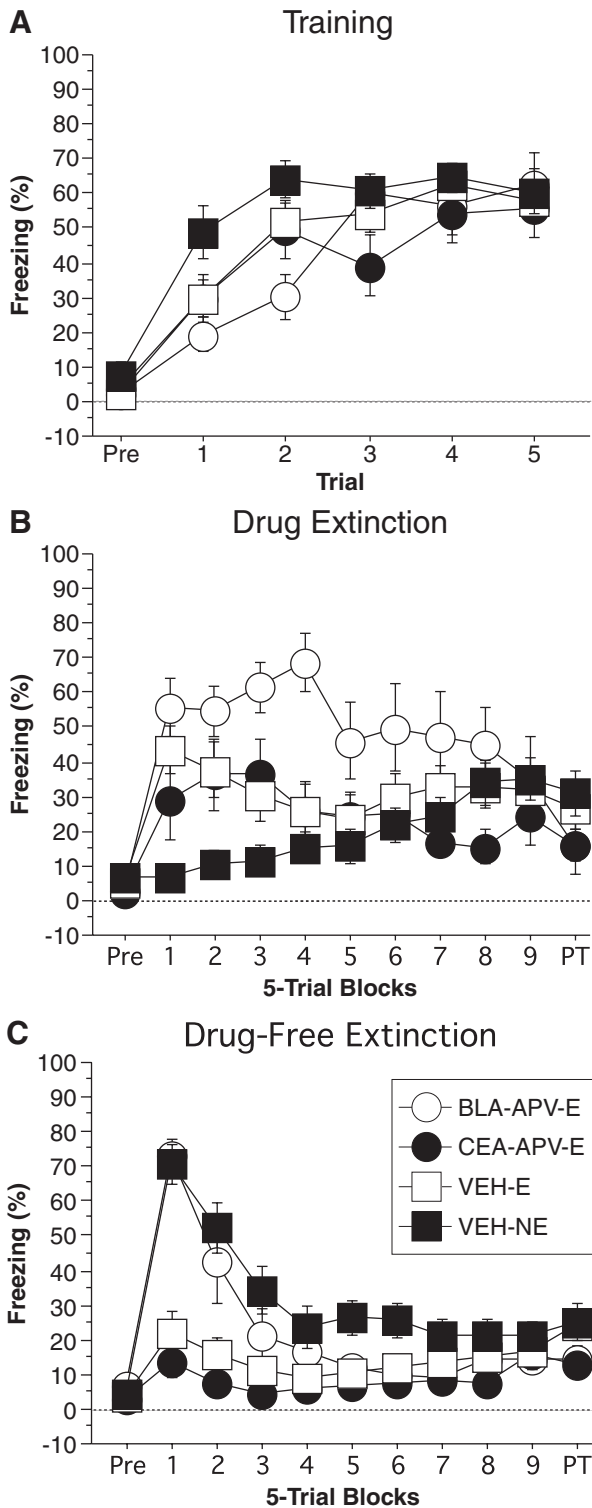 A
Training
Freezing (%)
100
90
80
70
60
50
40
30
20
10
0
-10
Pre 1 2 3 4 5
Trial
B
Drug Extinction
Freezing (%)
100
90
80
70
60
50
40
30
20
10
0
-10
Pre 1 2 3 4 5 6 7 8 9 PT
5-Trial Blocks
C
Drug-Free Extinction
Freezing (%)
100
90
80
70
60
50
40
30
20
10
0
-10
BLA-APV-E
CEA-APV-E
VEH-E
VEH-NE
Pre 1 2 3 4 5 6 7 8 9 PT
5-Trial Blocks